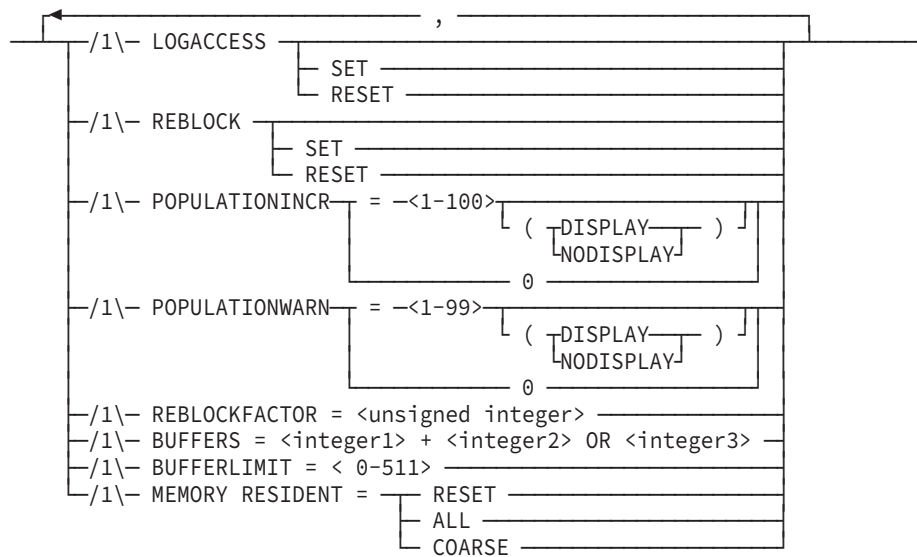 ,
/1\ LOGACCESS
SET
RESET
/1\ REBLOCK
SET
RESET
/1\ POPULATIONINCR = <1-100>
( DISPLAY )
NODISPLAY
0
/1\ POPULATIONWARN = <1-99>
( DISPLAY )
NODISPLAY
0
/1\ REBLOCKFACTOR = <unsigned integer>
/1\ BUFFERS = <integer1> + <integer2> OR <integer3>
/1\ BUFFERLIMIT = < 0-511>
/1\ MEMORY RESIDENT = RESET
ALL
COARSE